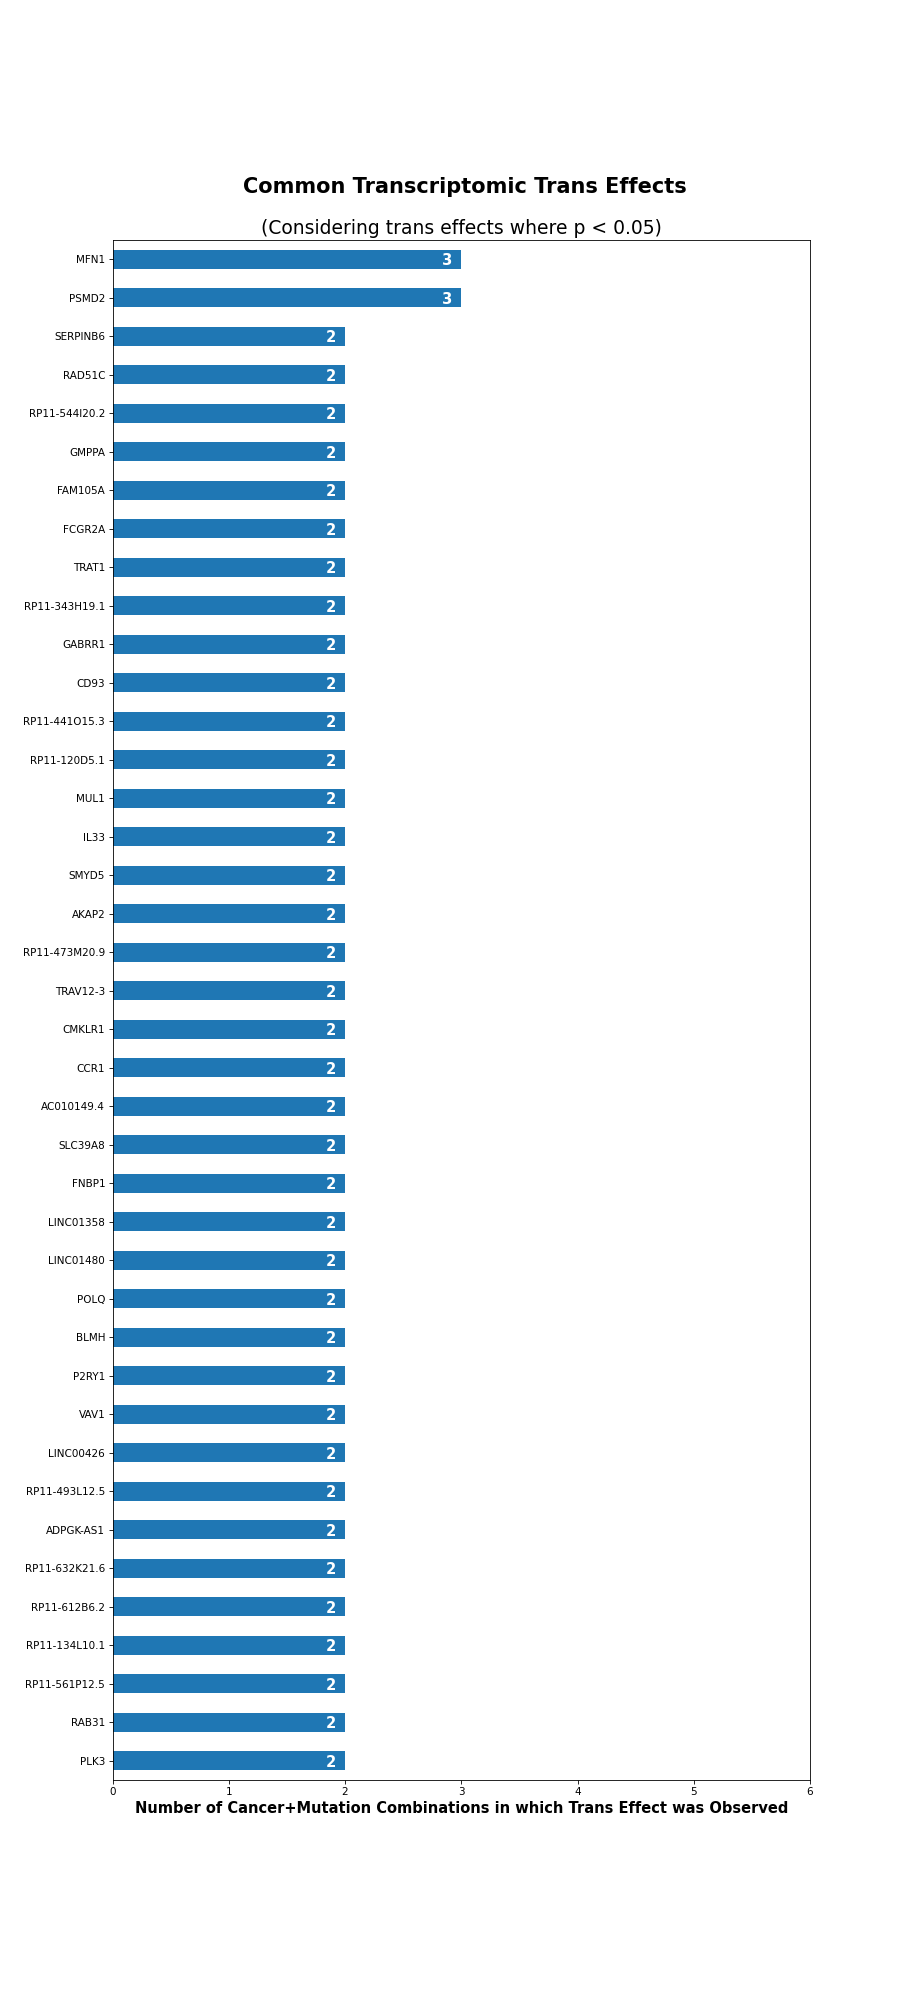 Common Transcriptomic Trans Effects
(Considering trans effects where p < 0.05)
MFN1 3
PSMD2 3
SERPINB6 2
RAD51C 2
RP11-544I20.2 2
GMPPA 2
FAM105A 2
FCGR2A 2
TRAT1 2
RP11-343H19.1 2
GABRR1 2
CD93 2
RP11-441O15.3 2
RP11-120D5.1 2
MUL1 2
IL33 2
SMYD5 2
AKAP2 2
RP11-473M20.9 2
TRAV12-3 2
CMKLR1 2
CCR1 2
AC010149.4 2
SLC39A8 2
FNBP1 2
LINC01358 2
LINC01480 2
POLQ 2
BLMH 2
P2RY1 2
VAV1 2
LINC00426 2
RP11-493L12.5 2
ADPGK-AS1 2
RP11-632K21.6 2
RP11-612B6.2 2
RP11-134L10.1 2
RP11-561P12.5 2
RAB31 2
PLK3 2
0 1 2 3 4 5 6
Number of Cancer+Mutation Combinations in which Trans Effect was Observed